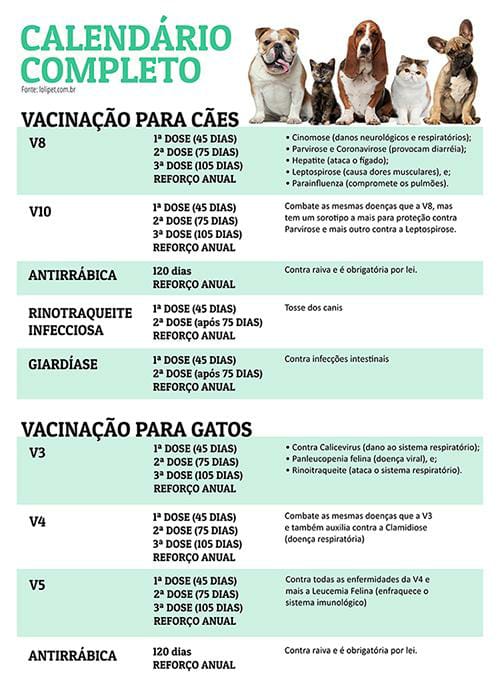 CALENDÁRIO
COMPLETO
Fonte: lolipet.com.br
VACINAÇÃO PARA CÃES
V8
1ª DOSE (45 DIAS)
2ª DOSE (75 DIAS)
3ª DOSE (105 DIAS)
REFORÇO ANUAL
• Cinomose (danos neurológicos e respiratórios);
• Parvirose e Coronavirose (provocam diarréia);
• Hepatite (ataca o fígado);
• Leptospirose (causa dores musculares), e;
• Parainfluenza (compromete os pulmões).
V10
1ª DOSE (45 DIAS)
2ª DOSE (75 DIAS)
3ª DOSE (105 DIAS)
REFORÇO ANUAL
Combate as mesmas doenças que a V8, mas
tem um sorotipo a mais para proteção contra
Parvirose e mais outro contra a Leptospirose.
ANTIRRÁBICA
120 dias
REFORÇO ANUAL
Contra raiva e é obrigatória por lei.
RINOTRAQUEITE
INFECCIOSA
1ª DOSE (45 DIAS)
2ª DOSE (após 75 DIAS)
REFORÇO ANUAL
Tosse dos canis
GIARDÍASE
1ª DOSE (45 DIAS)
2ª DOSE (após 75 DIAS)
REFORÇO ANUAL
Contra infecções intestinais
VACINAÇÃO PARA GATOS
V3
1ª DOSE (45 DIAS)
2ª DOSE (75 DIAS)
3ª DOSE (105 DIAS)
REFORÇO ANUAL
• Contra Calicevirus (dano ao sistema respiratório);
• Panleucopenia felina (doença viral), e;
• Rinoitraqueite (ataca o sistema respiratório).
V4
1ª DOSE (45 DIAS)
2ª DOSE (75 DIAS)
3ª DOSE (105 DIAS)
REFORÇO ANUAL
Combate as mesmas doenças que a V3
e também auxilia contra a Clamidiose
(doença respiratória)
V5
1ª DOSE (45 DIAS)
2ª DOSE (75 DIAS)
3ª DOSE (105 DIAS)
REFORÇO ANUAL
Contra todas as enfermidades da V4 e
mais a Leucemia Felina (enfraquece o
sistema imunológico)
ANTIRRÁBICA
120 dias
REFORÇO ANUAL
Contra raiva e é obrigatória por lei.